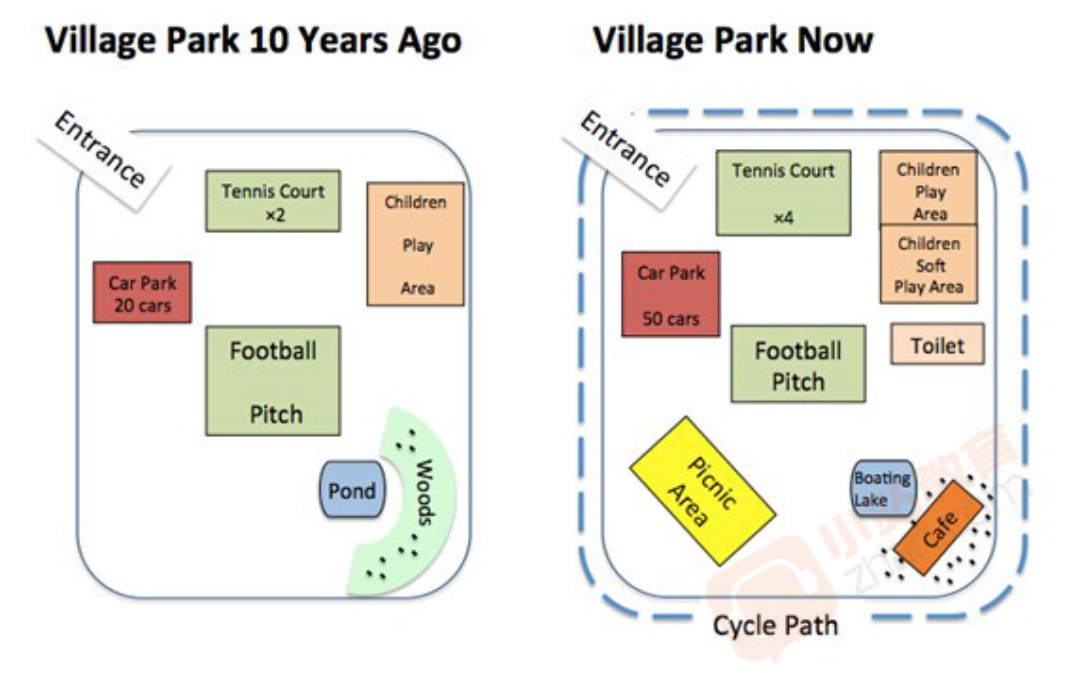 Village Park 10 Years Ago
Entrance
Tennis Court
×2
Children
Play
Area
Car Park
20 cars
Football
Pitch
Pond
Woods
Village Park Now
Entrance
Tennis Court
×4
Children
Play
Area
Children
Soft
Play Area
Car Park
50 cars
Football
Pitch
Toilet
Picnic
Area
Boating
Lake
Cafe
Cycle Path